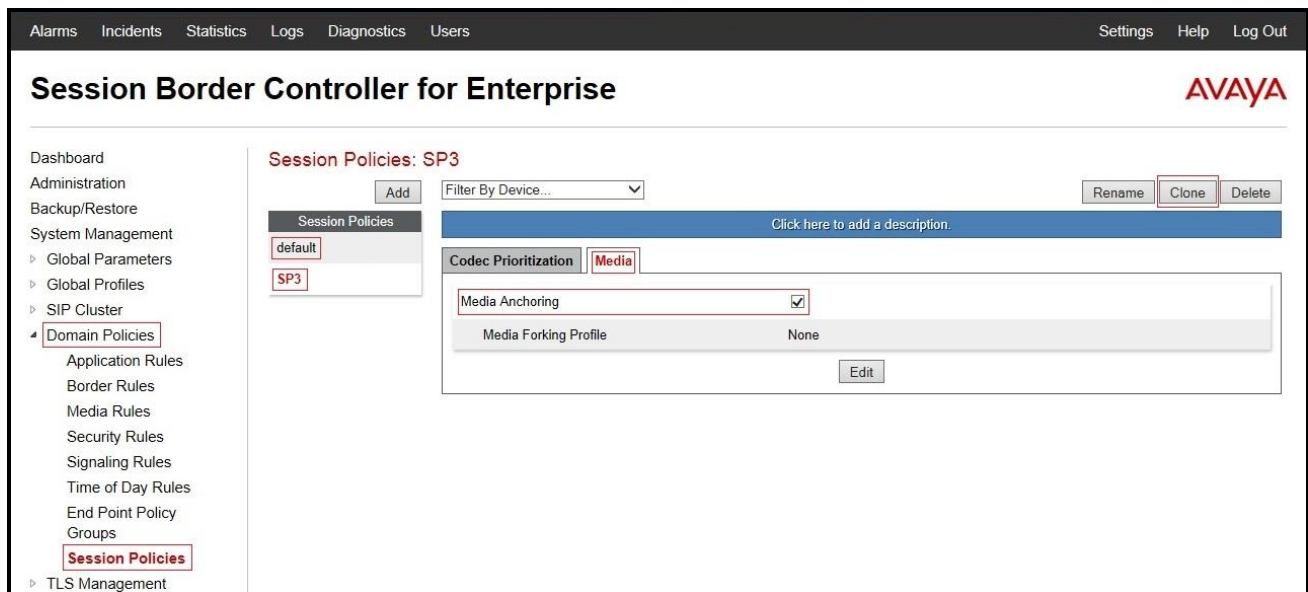 Alarms Incidents Statistics Logs Diagnostics Users Settings Help Log Out
Session Border Controller for Enterprise
AVAYA
Dashboard
Administration
Backup/Restore
System Management
Global Parameters
Global Profiles
SIP Cluster
Domain Policies
Application Rules
Border Rules
Media Rules
Security Rules
Signaling Rules
Time of Day Rules
End Point Policy
Groups
Session Policies
TLS Management
Session Policies: SP3
Add
Filter By Device...
Rename Clone Delete
Session Policies
default
SP3
Click here to add a description.
Codec Prioritization Media
Media Anchoring
Media Forking Profile None
Edit